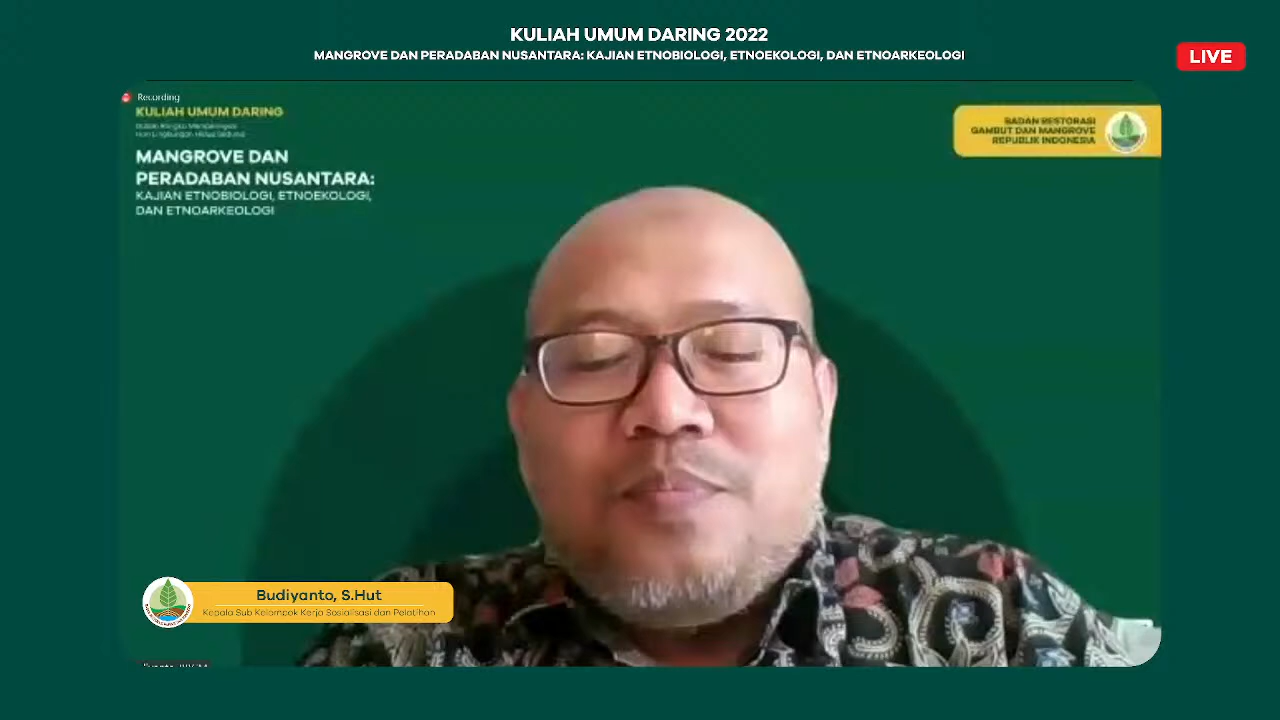 KULIAH UMUM DARING 2022
MANGROVE DAN PERADABAN NUSANTARA: KAJIAN ETNOBIOLOGI, ETNOEKOLOGI, DAN ETNOARKEOLOGI
LIVE
Recording
KULIAH UMUM DARING
MANGROVE DAN
PERADABAN NUSANTARA:
KAJIAN ETNOBIOLOGI, ETNOEKOLOGI,
DAN ETNOARKEOLOGI
BADAN RESTORASI
GAMBUT DAN MANGROVE
REPUBLIK INDONESIA
Budiyanto, S.Hut
Kepala Sub Kelompok Kerja Sosialisasi dan Pelatihan